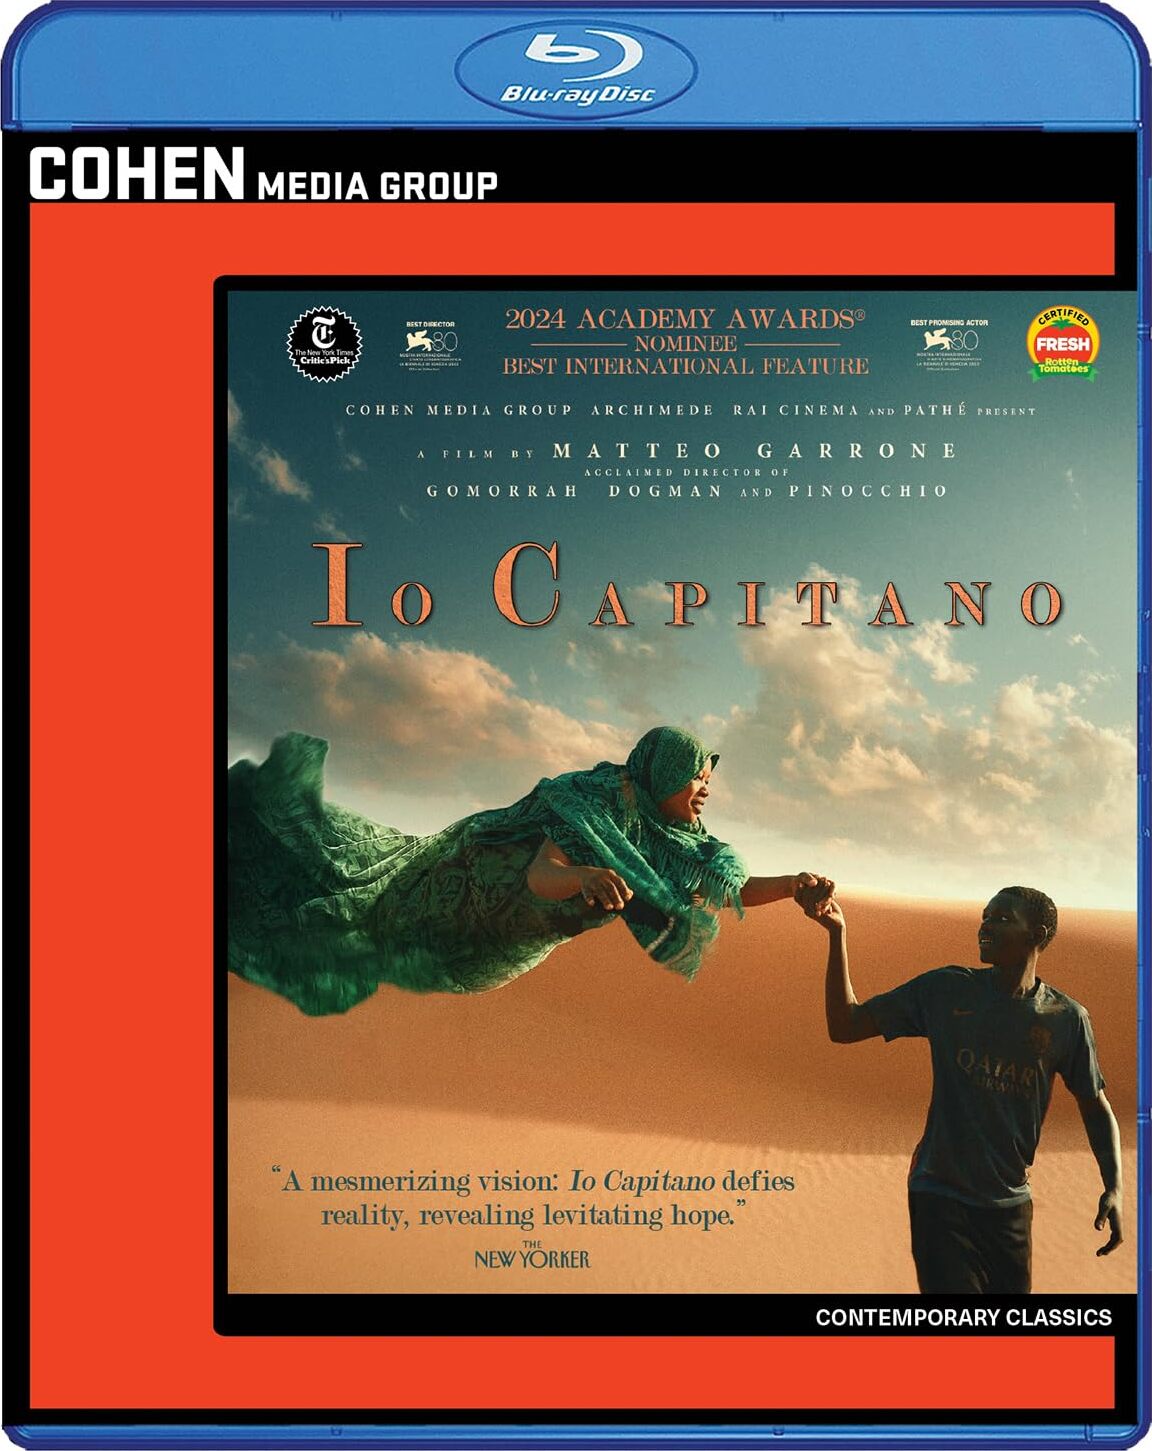 Blu-ray Disc
COHEN MEDIA GROUP
T:
The New York Times
Critic's Pick
BEST DIRECTOR
80
2024 ACADEMY AWARDS®
NOMINEE
BEST INTERNATIONAL FEATURE
BEST PROMISING ACTOR
80
CERTIFIED
FRESH
Rotten
Tomatoes
COHEN MEDIA GROUP ARCHIMEDE RAI CINEMA AND PATHÉ PRESENT
A FILM BY MATTEO GARRONE
ACCLAIMED DIRECTOR OF
GOMORRAH DOGMAN AND PINOCCHIO
IO CAPITANO
QATAR
AIRWAYS
“A mesmerizing vision: Io Capitano defies
reality, revealing levitating hope.”
THE
NEW YORKER
CONTEMPORARY CLASSICS